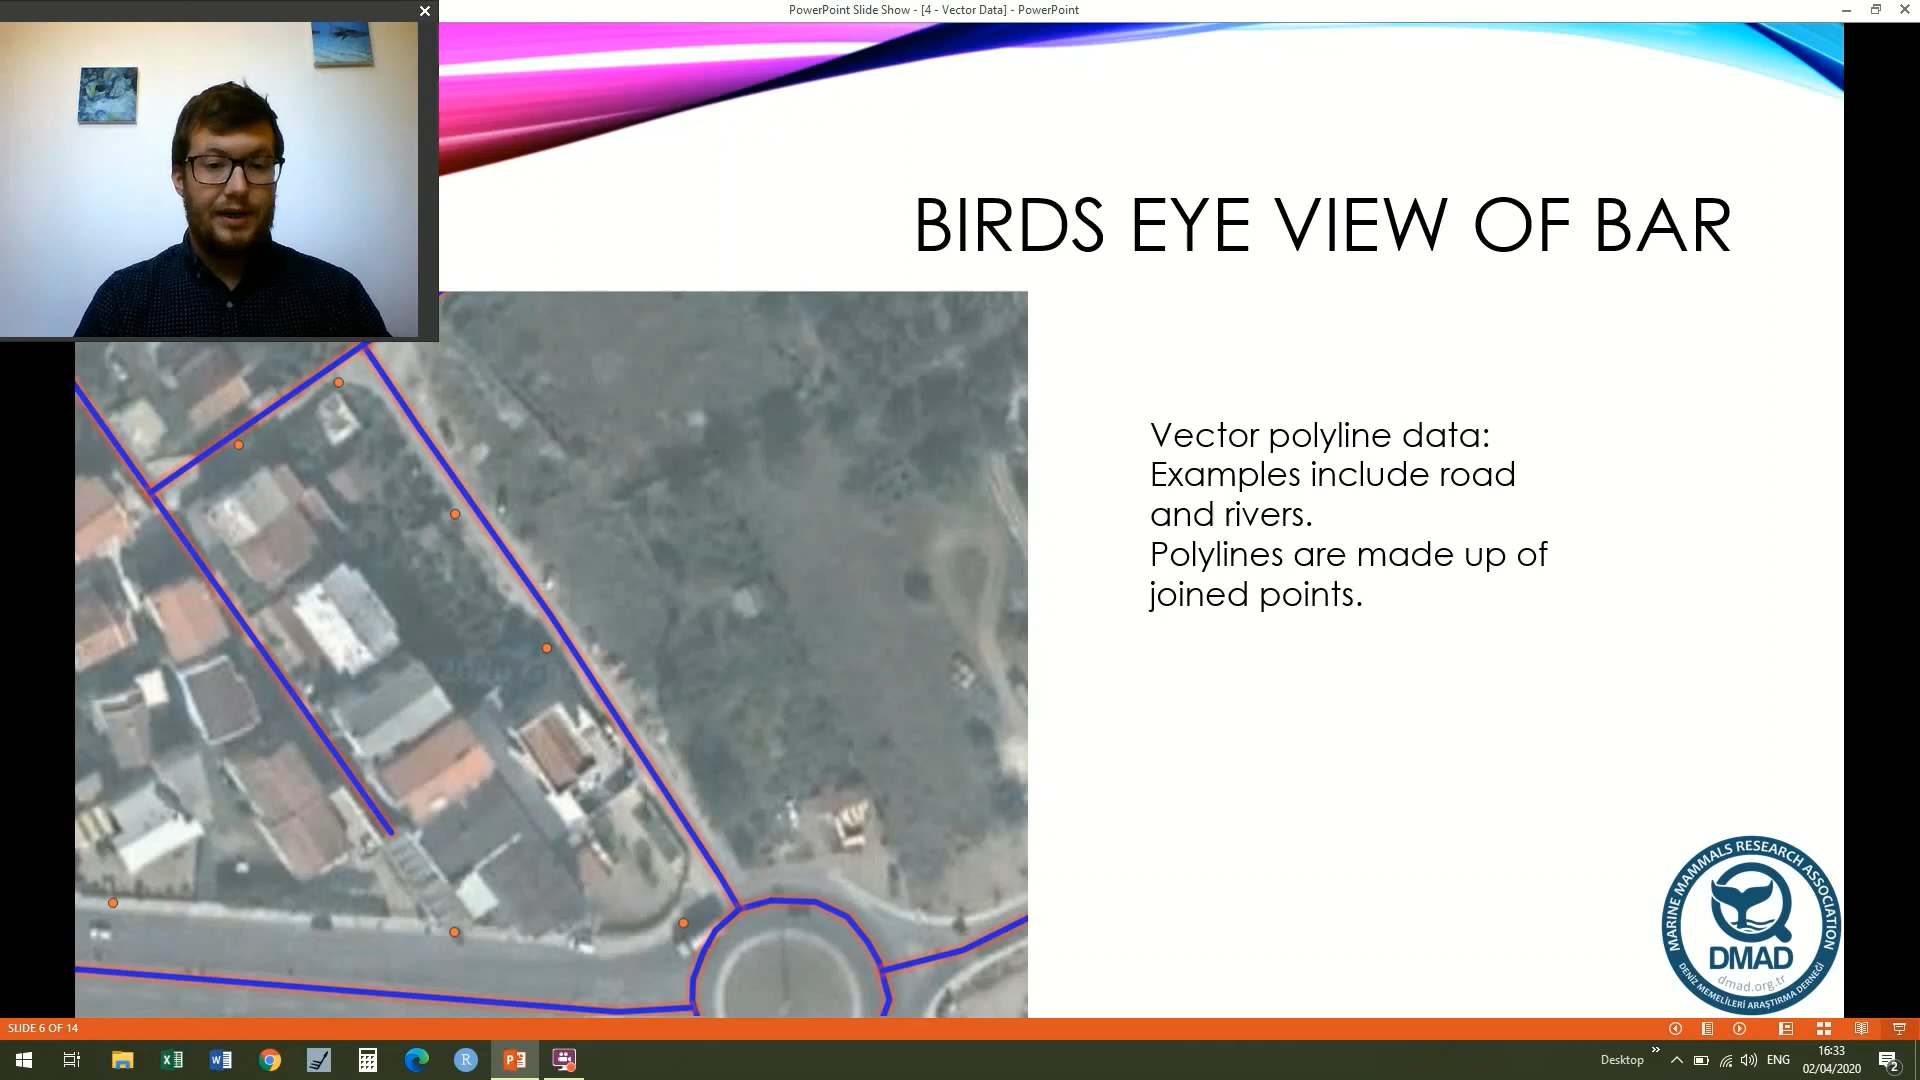 PowerPoint Slide Show - [4 - Vector Data] - PowerPoint
BIRDS EYE VIEW OF BAR
Vector polyline data:
Examples include road
and rivers.
Polylines are made up of
joined points.
MARINE MAMMALS RESEARCH ASSOCIATION
DMAD
dmad.org.tr
DENİZ MEMELİLERİ ARAŞTIRMA DERNEĞİ
SLIDE 6 OF 14
Desktop
ENG
16:33
02/04/2020
2